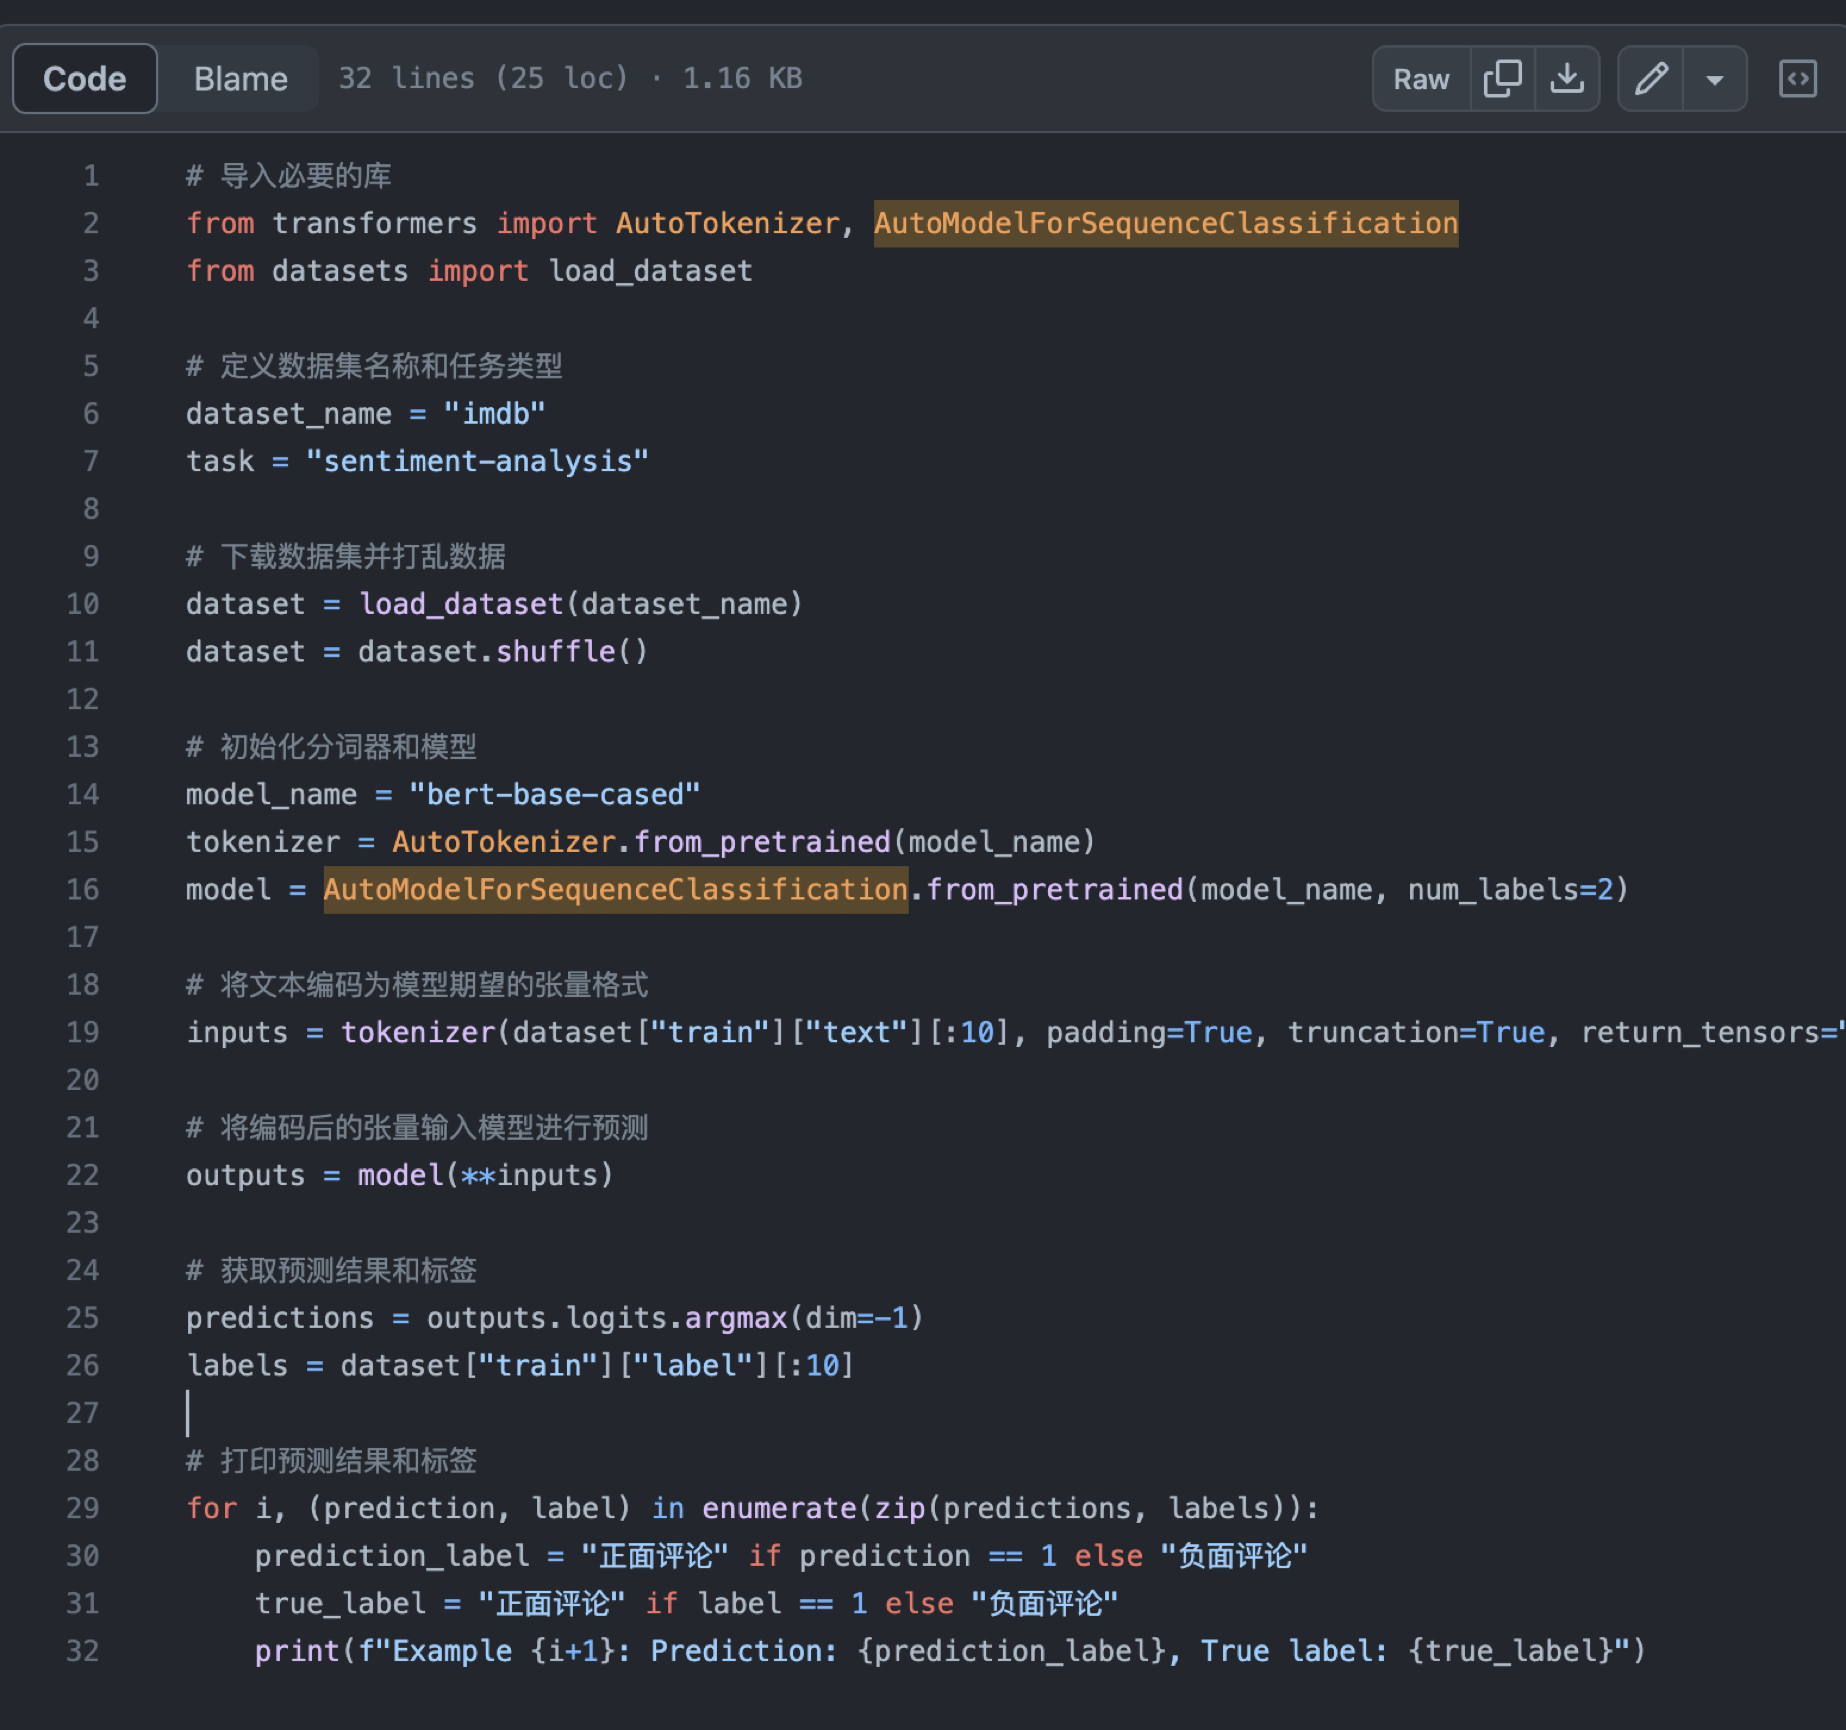 Code Blame 32 lines (25 loc) · 1.16 KB Raw
1 # 导入必要的库
2 from transformers import AutoTokenizer, AutoModelForSequenceClassification
3 from datasets import load_dataset
4
5 # 定义数据集名称和任务类型
6 dataset_name = "imdb"
7 task = "sentiment-analysis"
8
9 # 下载数据集并打乱数据
10 dataset = load_dataset(dataset_name)
11 dataset = dataset.shuffle()
12
13 # 初始化分词器和模型
14 model_name = "bert-base-cased"
15 tokenizer = AutoTokenizer.from_pretrained(model_name)
16 model = AutoModelForSequenceClassification.from_pretrained(model_name, num_labels=2)
17
18 # 将文本编码为模型期望的张量格式
19 inputs = tokenizer(dataset["train"]["text"][:10], padding=True, truncation=True, return_tensors="
20
21 # 将编码后的张量输入模型进行预测
22 outputs = model(**inputs)
23
24 # 获取预测结果和标签
25 predictions = outputs.logits.argmax(dim=-1)
26 labels = dataset["train"]["label"][:10]
27
28 # 打印预测结果和标签
29 for i, (prediction, label) in enumerate(zip(predictions, labels)):
30     prediction_label = "正面评论" if prediction == 1 else "负面评论"
31     true_label = "正面评论" if label == 1 else "负面评论"
32     print(f"Example {i+1}: Prediction: {prediction_label}, True label: {true_label}")